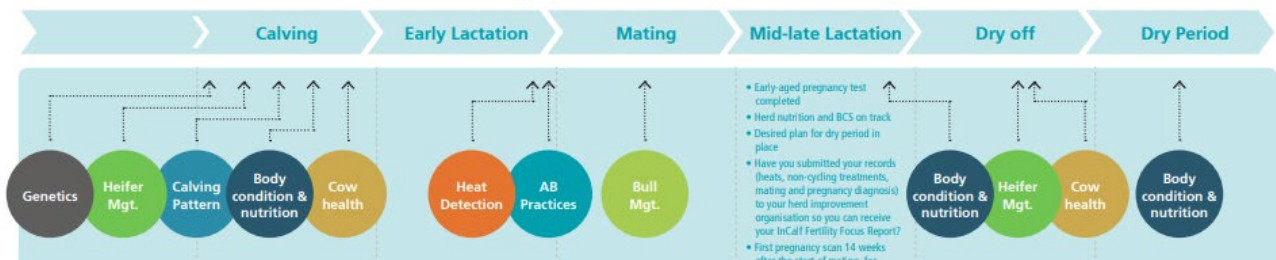 Calving
Early Lactation
Mating
Mid-late Lactation
Dry off
Dry Period
Genetics
Heifer
Mgt.
Calving
Pattern
Body
condition &
nutrition
Cow
health
Heat
Detection
AB
Practices
Bull
Mgt.
• Early-aged pregnancy test
completed
• Herd nutrition and BCS on track
• Desired plan for dry period in
place
• Have you submitted your records
(heats, non-cycling treatments,
mating and pregnancy diagnosis)
to your herd improvement
organisation so you can receive
your InCalf Fertility Focus Report?
• First pregnancy scan 14 weeks
after the start of mating, for
Body
condition &
nutrition
Heifer
Mgt.
Cow
health
Body
condition &
nutrition